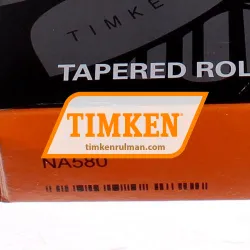 TIMKE
TAPERED ROL
TIMKEN
timkenrulman.com
NA580